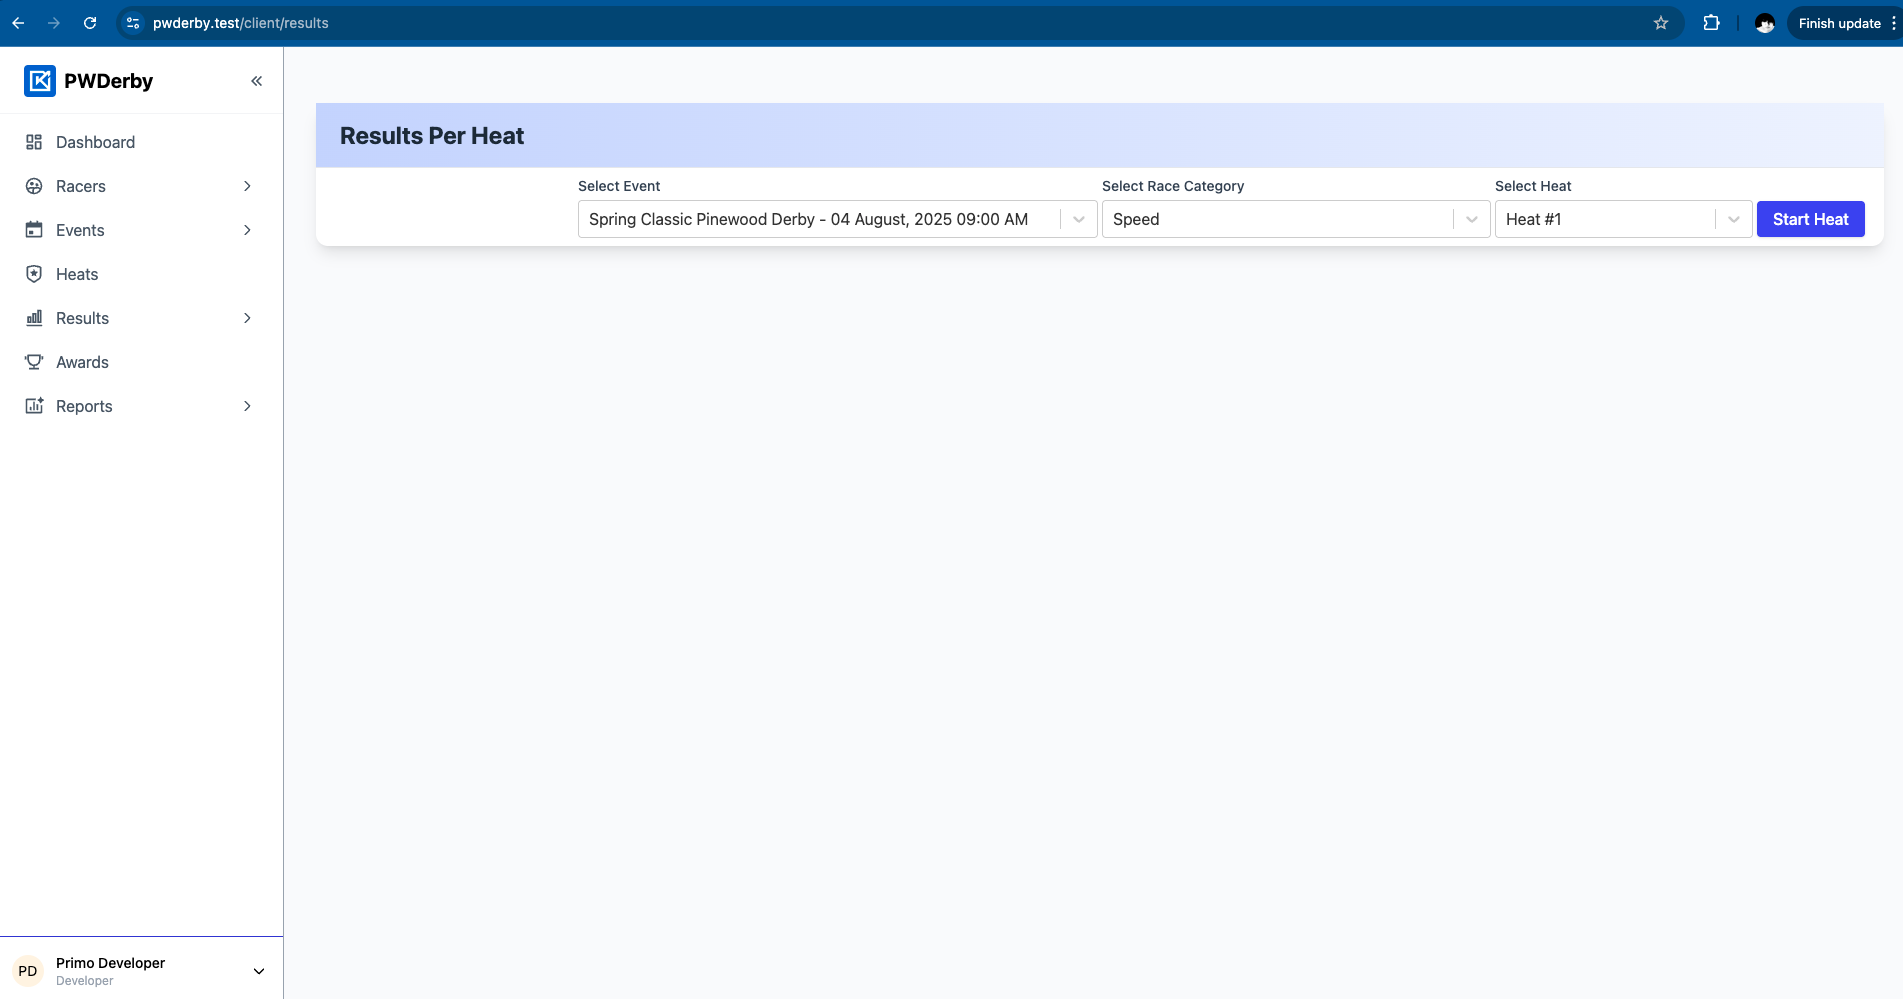 pwderby.test/client/results
Finish update
PWDerby
Dashboard
Racers
Events
Heats
Results
Awards
Reports
Results Per Heat
Select Event
Select Race Category
Select Heat
Spring Classic Pinewood Derby - 04 August, 2025 09:00 AM
Speed
Heat #1
Start Heat
PD
Primo Developer
Developer